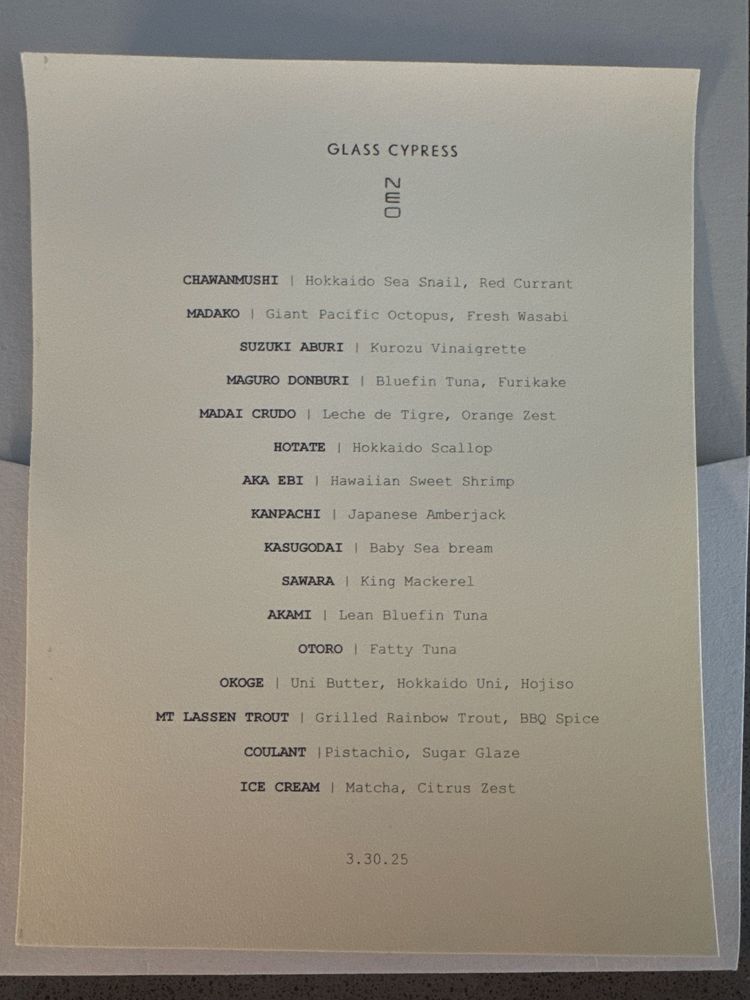 GLASS CYPRESS
NEO
CHAWANMUSHI | Hokkaido Sea Snail, Red Currant
MADAKO | Giant Pacific Octopus, Fresh Wasabi
SUZUKI ABURI | Kurozu Vinaigrette
MAGURO DONBURI | Bluefin Tuna, Furikake
MADAI CRUDO | Leche de Tigre, Orange Zest
HOTATE | Hokkaido Scallop
AKA EBI | Hawaiian Sweet Shrimp
KANPACHI | Japanese Amberjack
KASUGODAI | Baby Sea bream
SAWARA | King Mackerel
AKAMI | Lean Bluefin Tuna
OTORO | Fatty Tuna
OKOGE | Uni Butter, Hokkaido Uni, Hojiso
MT LASSEN TROUT | Grilled Rainbow Trout, BBQ Spice
COULANT |Pistachio, Sugar Glaze
ICE CREAM | Matcha, Citrus Zest
3.30.25